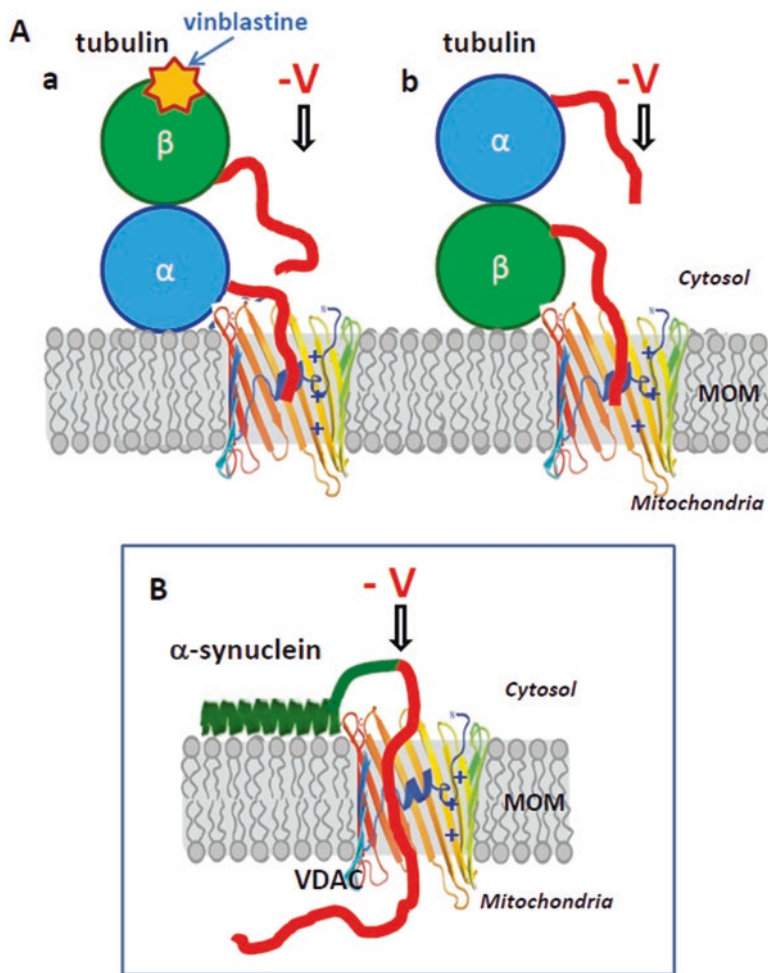 A
tubulin
vinblastine
a
β
α
-V
tubulin
b
α
β
-V
Cytosol
N
C
+
+
+
N
+
+
+
MOM
Mitochondria
B
- V
α-synuclein
Cytosol
N
+
+
+
MOM
VDAC
Mitochondria